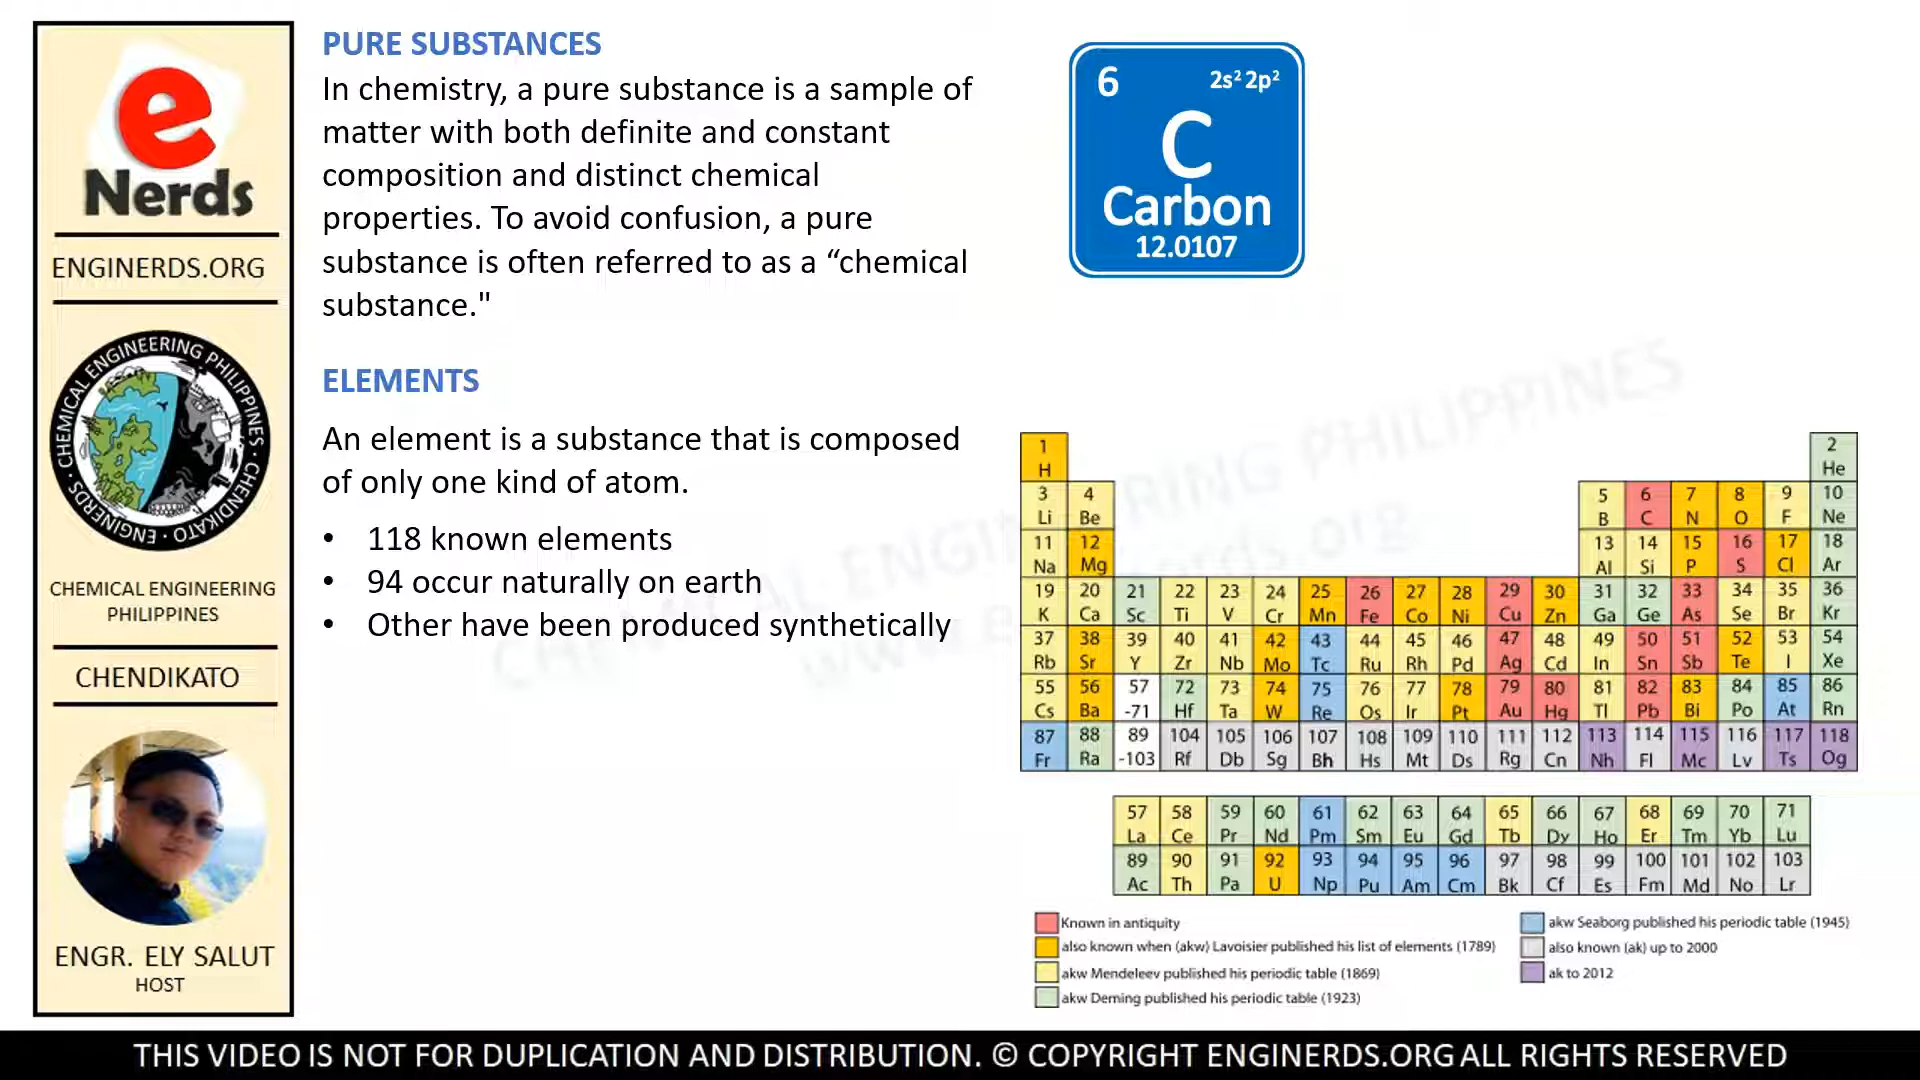 e
Nerds
ENGINERDS.ORG
CHEMICAL ENGINEERING PHILIPPINES · CHENDIKATO · ENGINERDS ·
CHEMICAL ENGINEERING
PHILIPPINES
CHENDIKATO
ENGR. ELY SALUT
HOST
PURE SUBSTANCES
In chemistry, a pure substance is a sample of
matter with both definite and constant
composition and distinct chemical
properties. To avoid confusion, a pure
substance is often referred to as a “chemical
substance."
ELEMENTS
An element is a substance that is composed
of only one kind of atom.
• 118 known elements
• 94 occur naturally on earth
• Other have been produced synthetically
6 2s² 2p²
C
Carbon
12.0107
CHEMICAL ENGINEERING PHILIPPINES
www.enginerds.org
1 2
H He
3 4 5 6 7 8 9 10
Li Be B C N O F Ne
11 12 13 14 15 16 17 18
Na Mg Al Si P S Cl Ar
19 20 21 22 23 24 25 26 27 28 29 30 31 32 33 34 35 36
K Ca Sc Ti V Cr Mn Fe Co Ni Cu Zn Ga Ge As Se Br Kr
37 38 39 40 41 42 43 44 45 46 47 48 49 50 51 52 53 54
Rb Sr Y Zr Nb Mo Tc Ru Rh Pd Ag Cd In Sn Sb Te I Xe
55 56 57 72 73 74 75 76 77 78 79 80 81 82 83 84 85 86
Cs Ba -71 Hf Ta W Re Os Ir Pt Au Hg Tl Pb Bi Po At Rn
87 88 89 104 105 106 107 108 109 110 111 112 113 114 115 116 117 118
Fr Ra -103 Rf Db Sg Bh Hs Mt Ds Rg Cn Nh Fl Mc Lv Ts Og
57 58 59 60 61 62 63 64 65 66 67 68 69 70 71
La Ce Pr Nd Pm Sm Eu Gd Tb Dy Ho Er Tm Yb Lu
89 90 91 92 93 94 95 96 97 98 99 100 101 102 103
Ac Th Pa U Np Pu Am Cm Bk Cf Es Fm Md No Lr
Known in antiquity
also known when (akw) Lavoisier published his list of elements (1789)
akw Mendeleev published his periodic table (1869)
akw Deming published his periodic table (1923)
akw Seaborg published his periodic table (1945)
also known (ak) up to 2000
ak to 2012
THIS VIDEO IS NOT FOR DUPLICATION AND DISTRIBUTION. © COPYRIGHT ENGINERDS.ORG ALL RIGHTS RESERVED